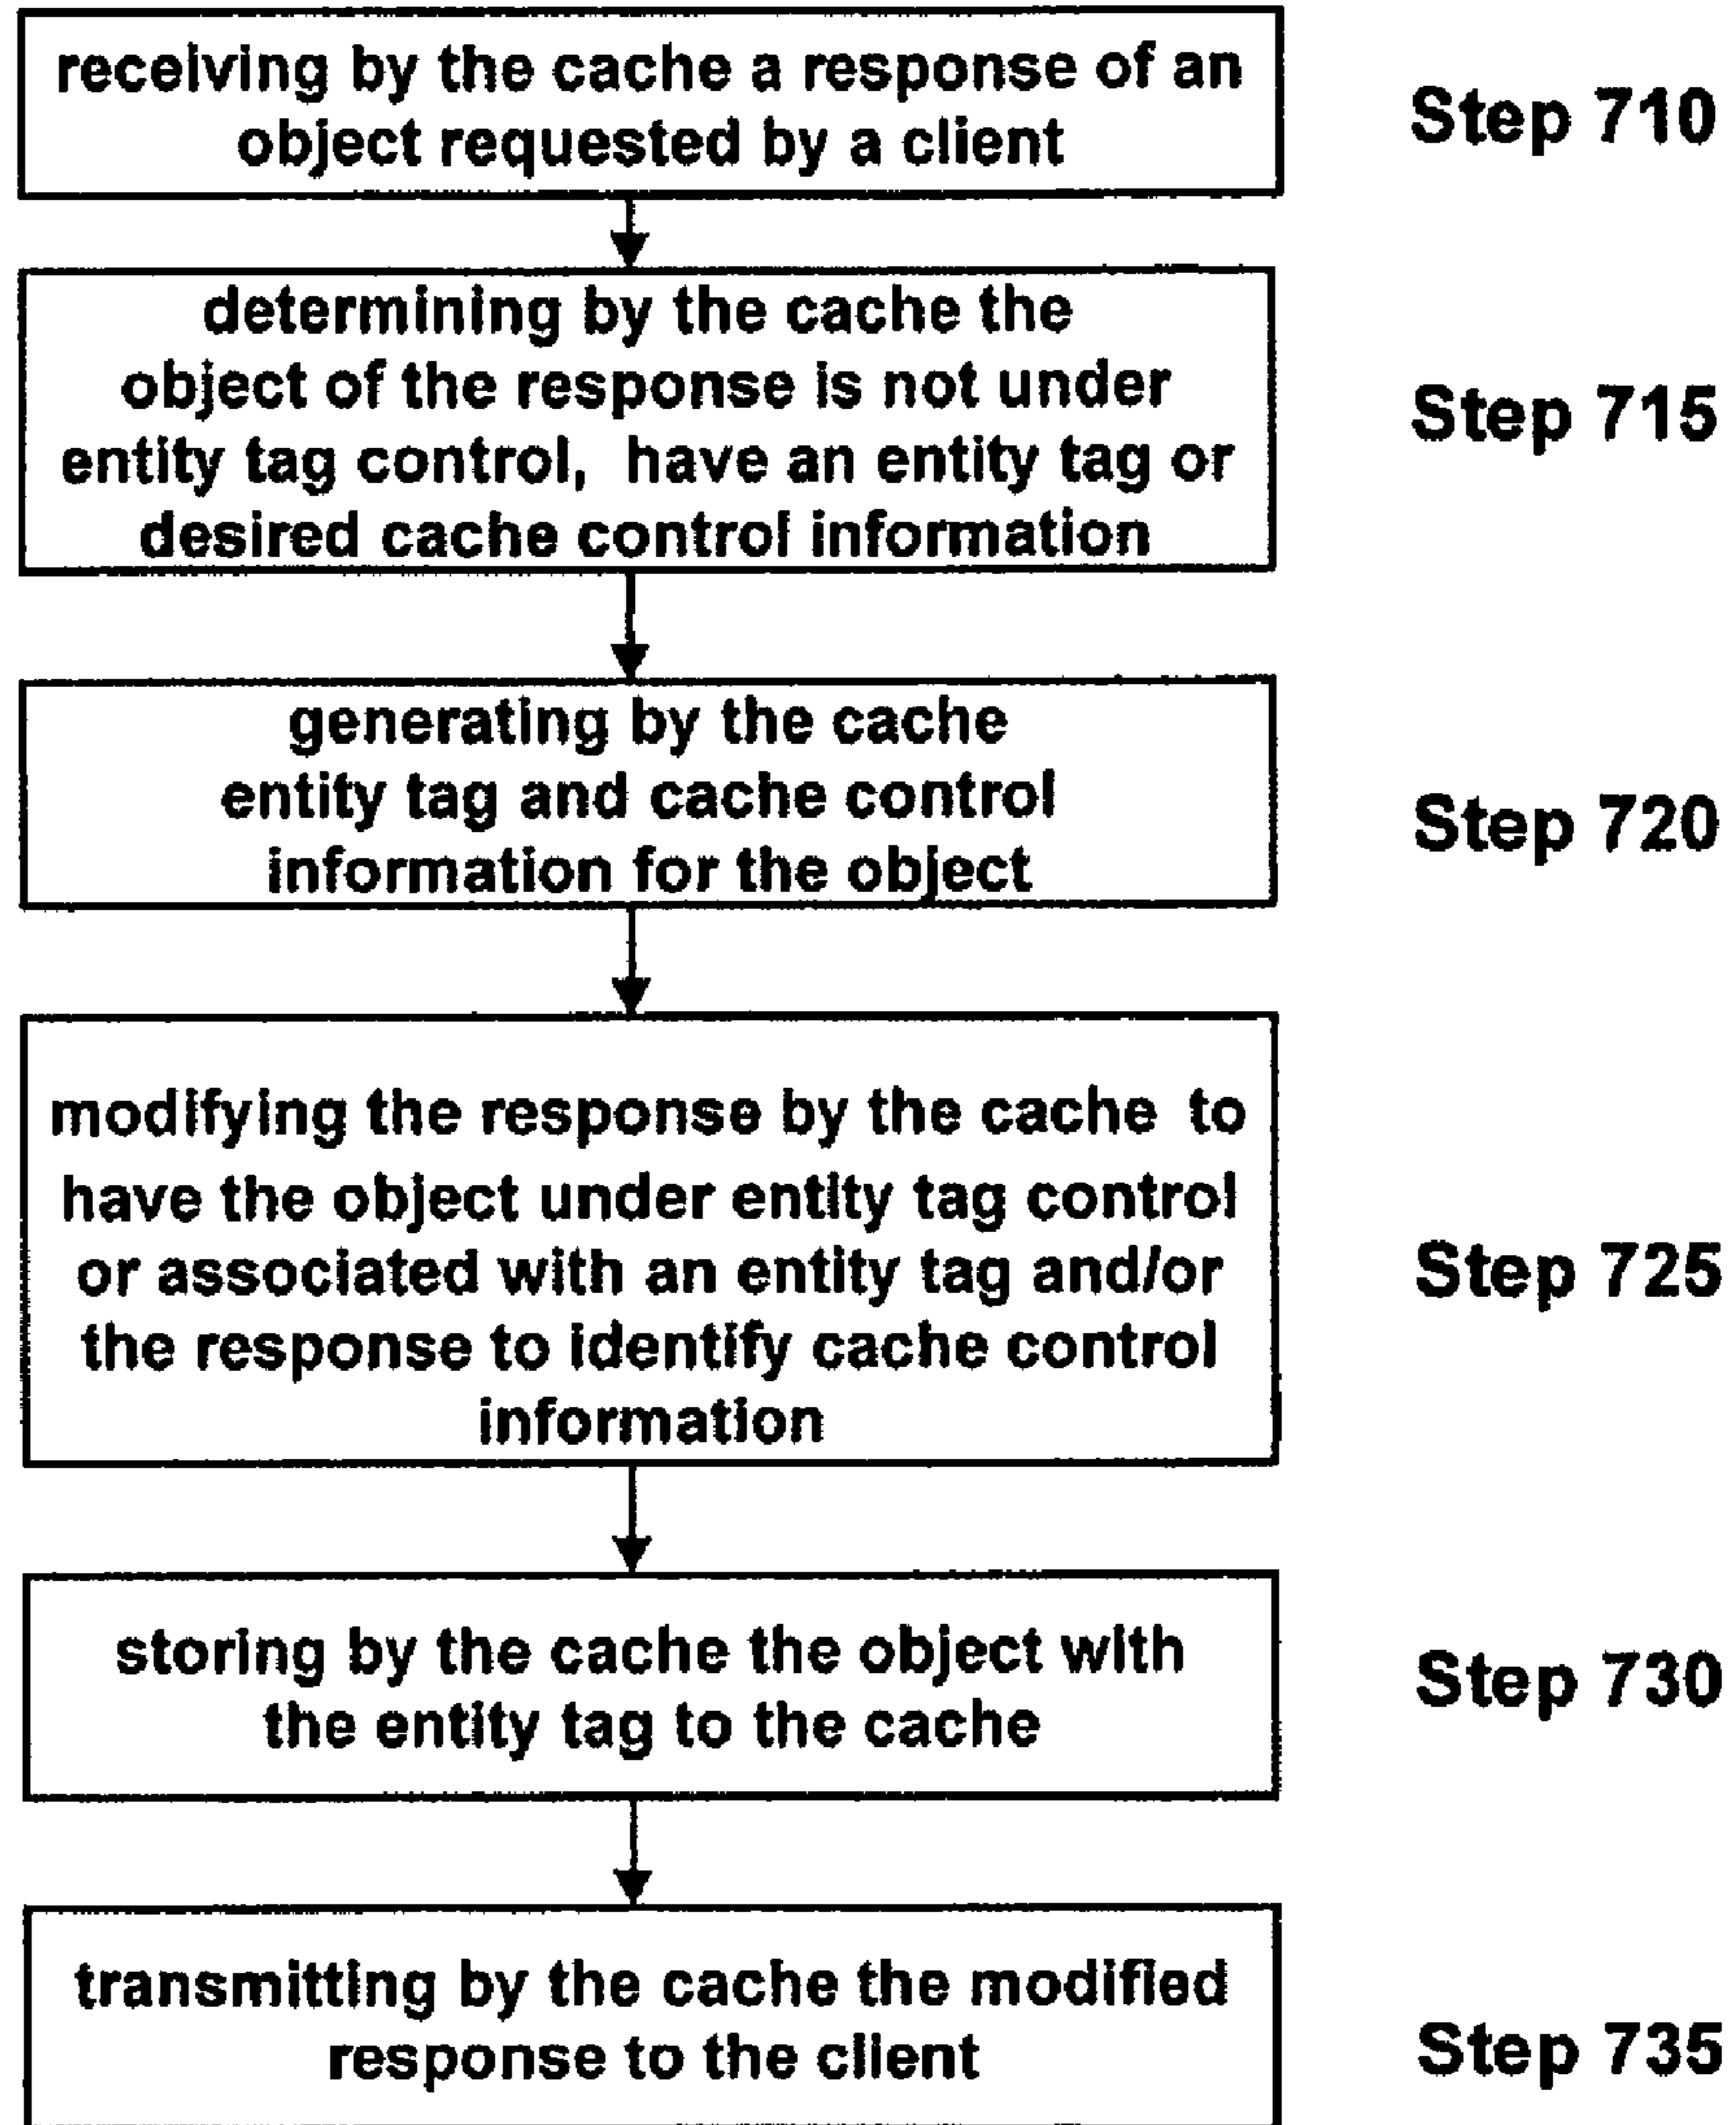 receiving by the cache a response of an
object requested by a client
Step 710
determining by the cache the
object of the response is not under
entity tag control, have an entity tag or
desired cache control information
Step 715
generating by the cache
entity tag and cache control
information for the object
Step 720
modifying the response by the cache to
have the object under entity tag control
or associated with an entity tag and/or
the response to identify cache control
information
Step 725
storing by the cache the object with
the entity tag to the cache
Step 730
transmitting by the cache the modified
response to the client
Step 735